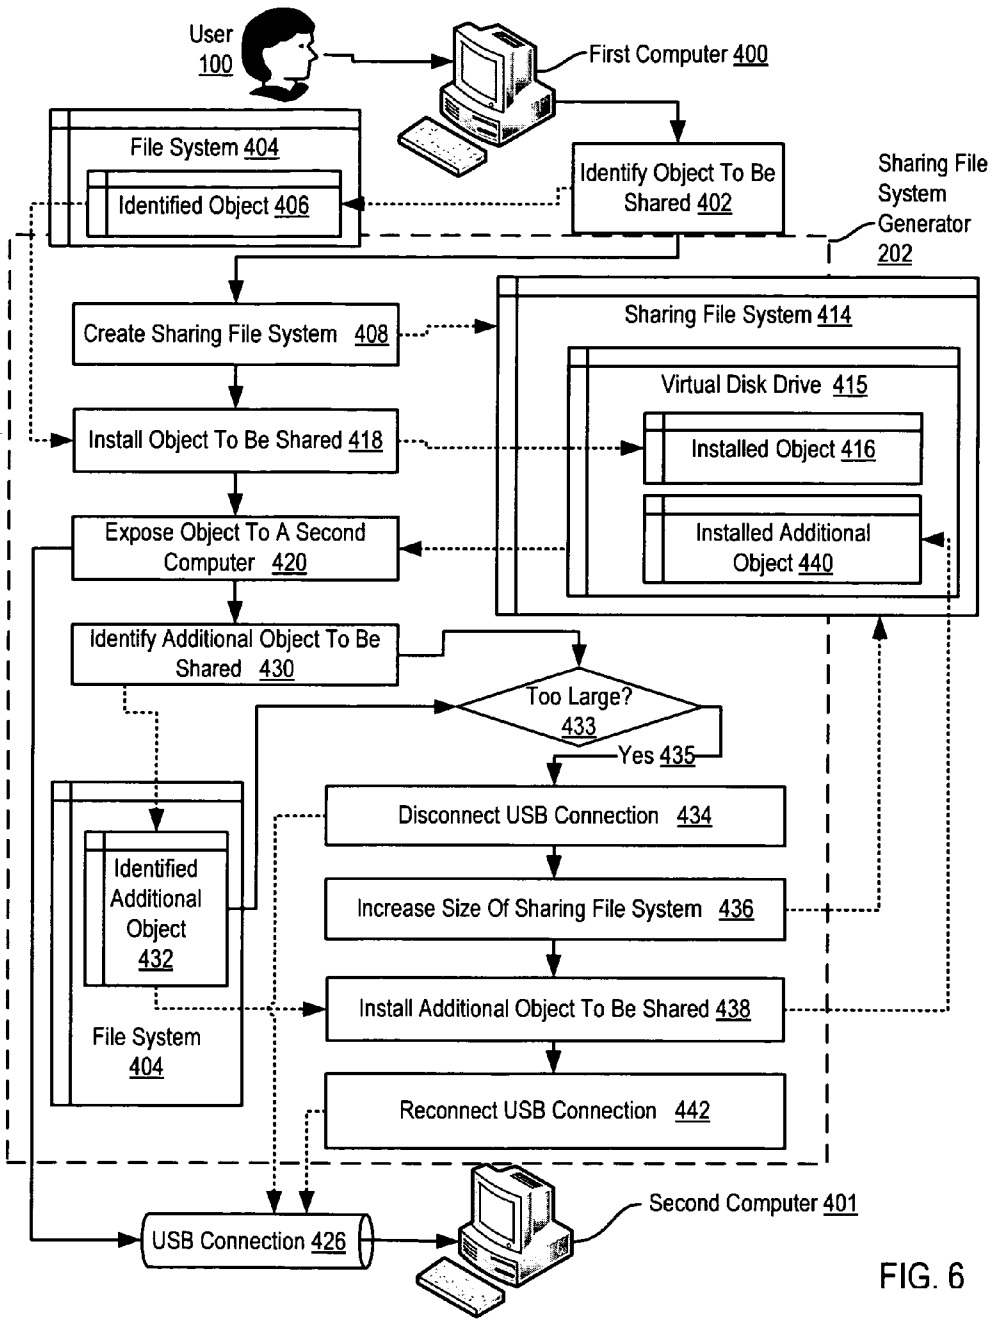 User
100
First Computer 400
File System 404
Identified Object 406
Identify Object To Be
Shared 402
Sharing File
System
Generator
202
Create Sharing File System 408
Sharing File System 414
Virtual Disk Drive 415
Install Object To Be Shared 418
Installed Object 416
Expose Object To A Second
Computer 420
Installed Additional
Object 440
Identify Additional Object To Be
Shared 430
Too Large?
433
Yes 435
Disconnect USB Connection 434
Identified
Additional
Object
432
Increase Size Of Sharing File System 436
Install Additional Object To Be Shared 438
File System
404
Reconnect USB Connection 442
Second Computer 401
USB Connection 426
FIG. 6